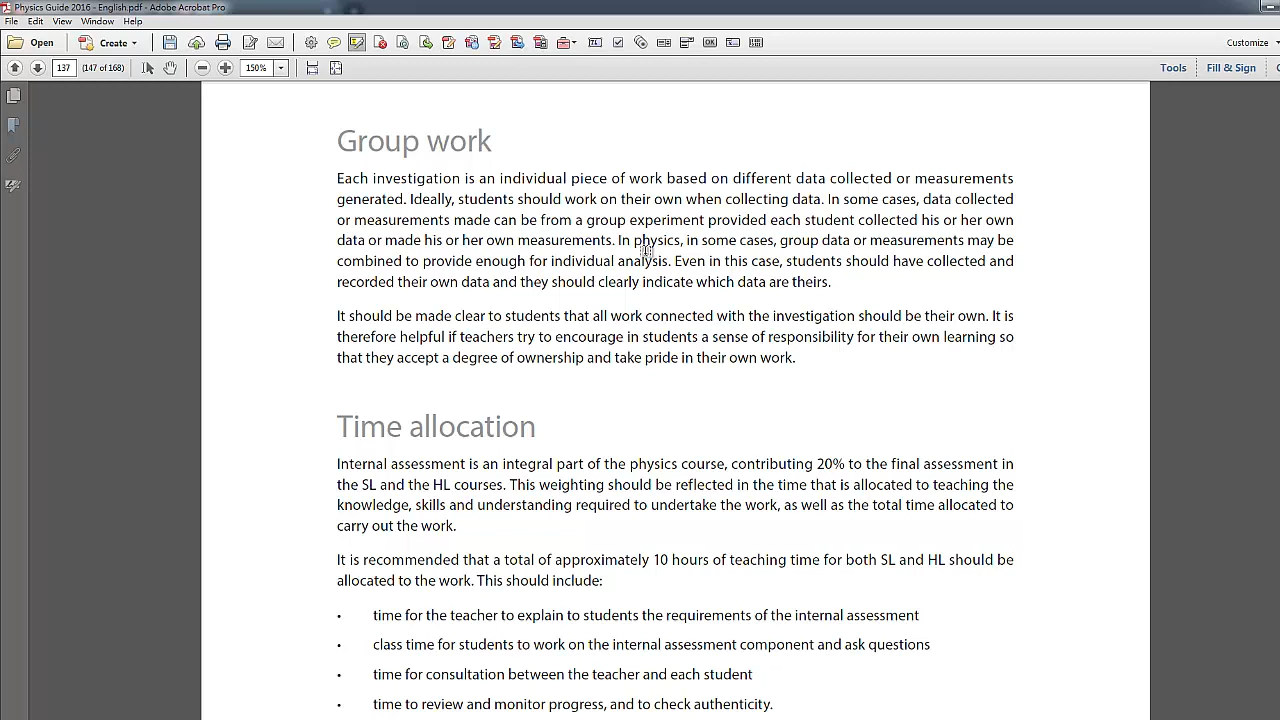 Physics Guide 2016 - English.pdf - Adobe Acrobat Pro
File Edit View Window Help
Open Create Customize
137 (147 of 168) 150% Tools Fill & Sign
Group work
Each investigation is an individual piece of work based on different data collected or measurements
generated. Ideally, students should work on their own when collecting data. In some cases, data collected
or measurements made can be from a group experiment provided each student collected his or her own
data or made his or her own measurements. In physics, in some cases, group data or measurements may be
combined to provide enough for individual analysis. Even in this case, students should have collected and
recorded their own data and they should clearly indicate which data are theirs.
It should be made clear to students that all work connected with the investigation should be their own. It is
therefore helpful if teachers try to encourage in students a sense of responsibility for their own learning so
that they accept a degree of ownership and take pride in their own work.
Time allocation
Internal assessment is an integral part of the physics course, contributing 20% to the final assessment in
the SL and the HL courses. This weighting should be reflected in the time that is allocated to teaching the
knowledge, skills and understanding required to undertake the work, as well as the total time allocated to
carry out the work.
It is recommended that a total of approximately 10 hours of teaching time for both SL and HL should be
allocated to the work. This should include:
• time for the teacher to explain to students the requirements of the internal assessment
• class time for students to work on the internal assessment component and ask questions
• time for consultation between the teacher and each student
• time to review and monitor progress, and to check authenticity.